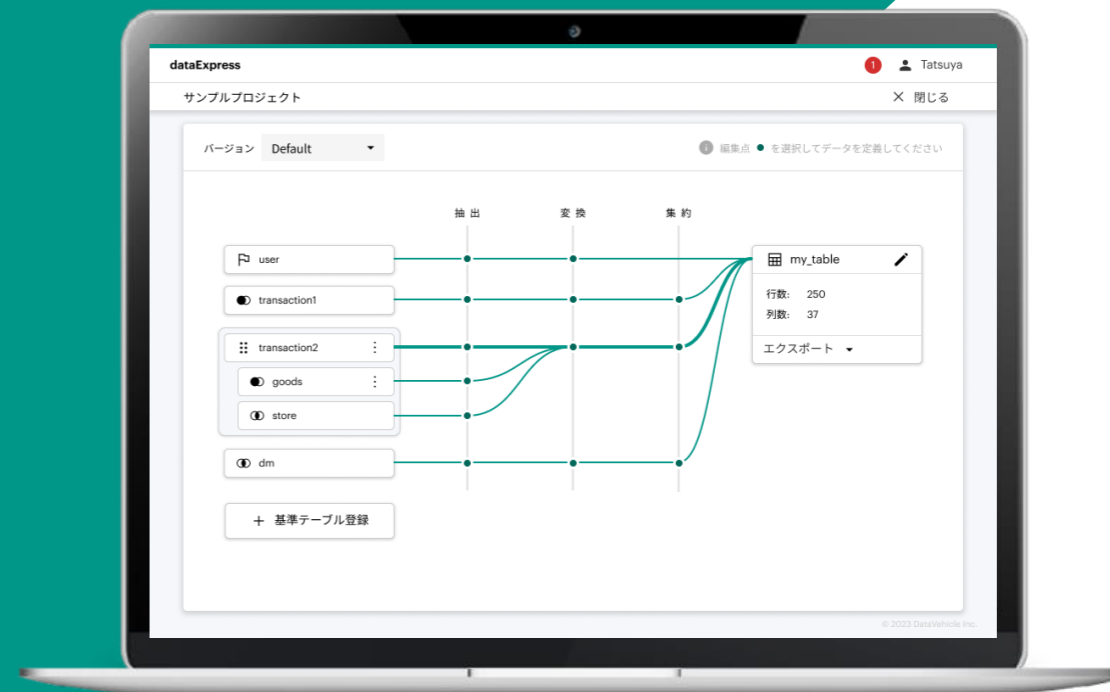 dataExpress
1 Tatsuya
サンプルプロジェクト
閉じる
バージョン Default
編集点 を選択してデータを定義してください
抽出 変換 集約
user
my_table
行数: 250
列数: 37
エクスポート
transaction1
transaction2
goods
store
dm
基準テーブル登録
© 2023 DataVehicle Inc.